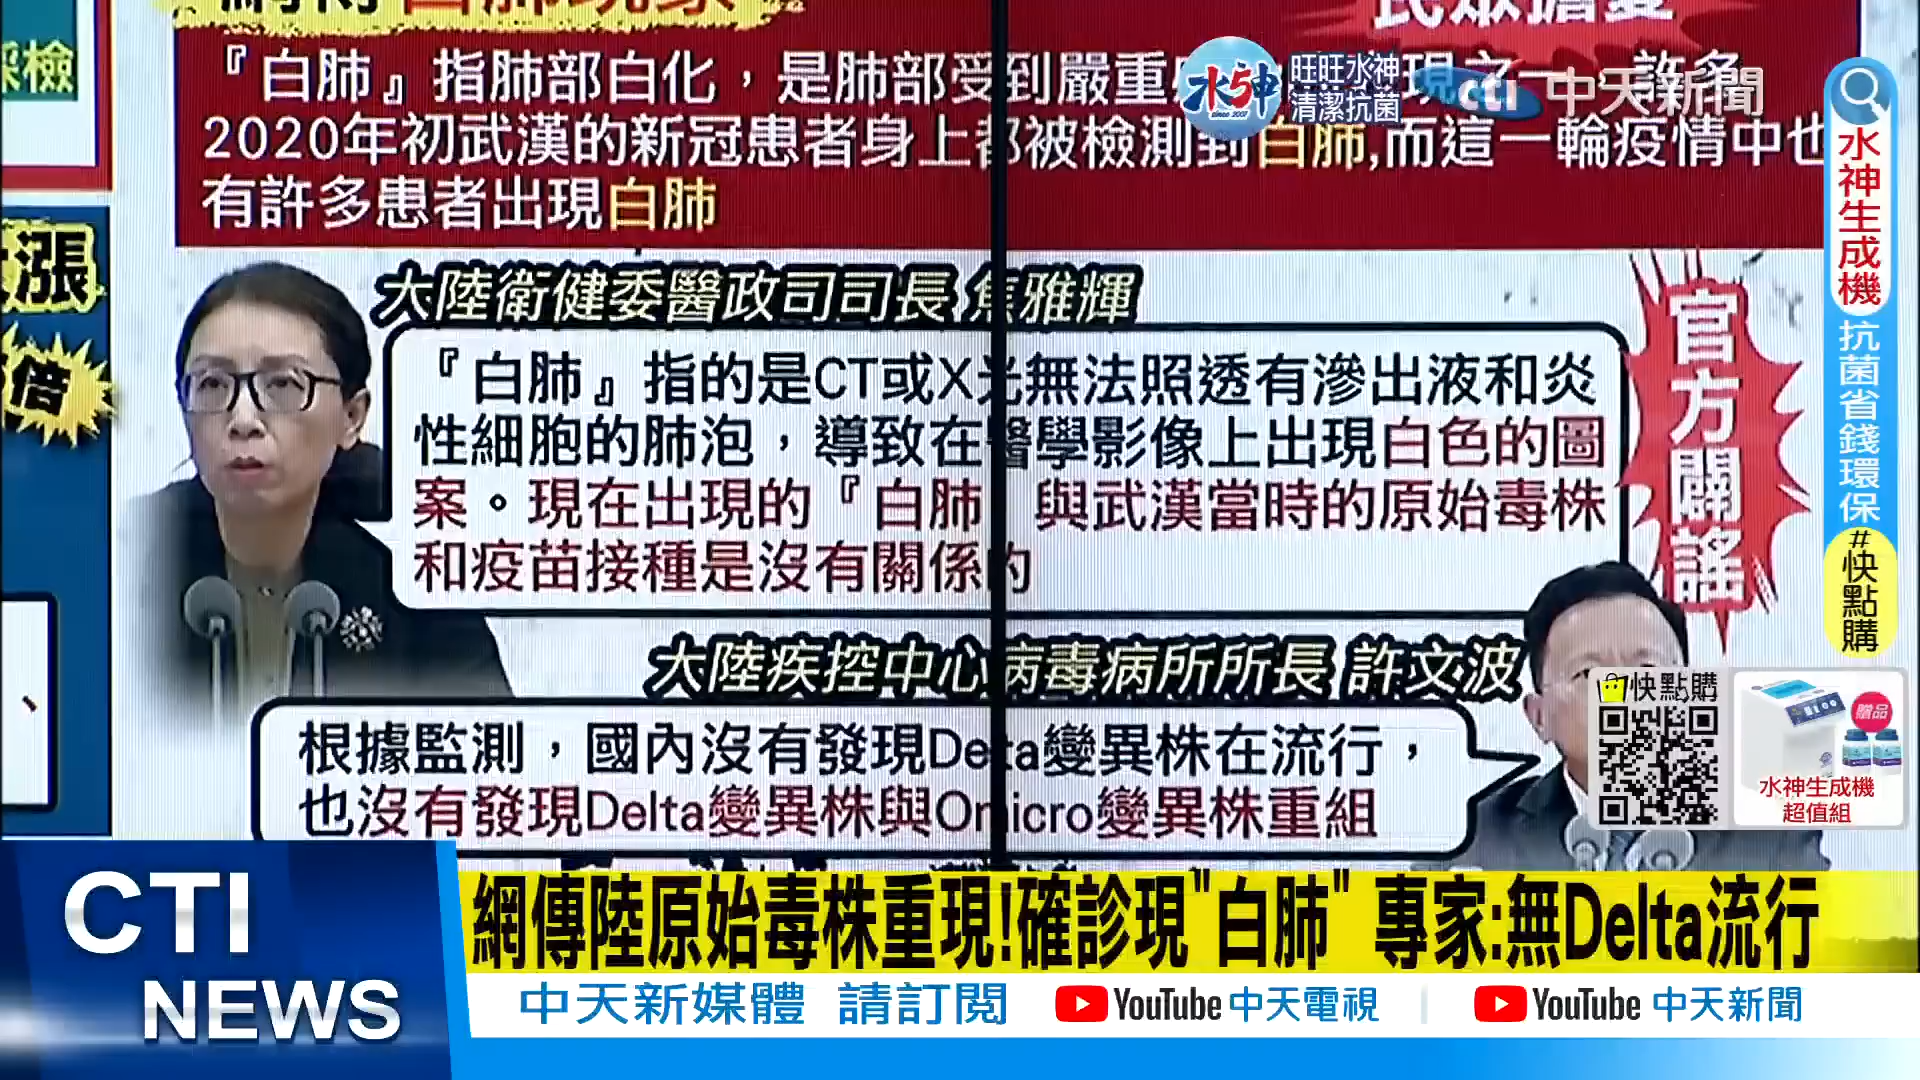 『白肺』指肺部白化，是肺部受到嚴重
2020年初武漢的新冠患者身上都被檢測到白肺,而這一輪疫情中也
有許多患者出現白肺
水神
since 2007
旺旺水神
清潔抗菌
cti 中天新聞
檢
漲
倍
大陸衛健委醫政司司長 焦雅輝
『白肺』指的是CT或X光無法照透有滲出液和炎
性細胞的肺泡，導致在醫學影像上出現白色的圖
案。現在出現的『白肺』與武漢當時的原始毒株
和疫苗接種是沒有關係的
官方闢謠
大陸疾控中心病毒病所所長 許文波
根據監測，國內沒有發現Delta變異株在流行，
也沒有發現Delta變異株與Omicro變異株重組
水神生成機
抗菌省錢環保
#快點購
快點購
贈品
水神生成機
超值組
CTI
NEWS
網傳陸原始毒株重現!確診現"白肺" 專家:無Delta流行
中天新媒體 請訂閱 YouTube 中天電視 | YouTube 中天新聞